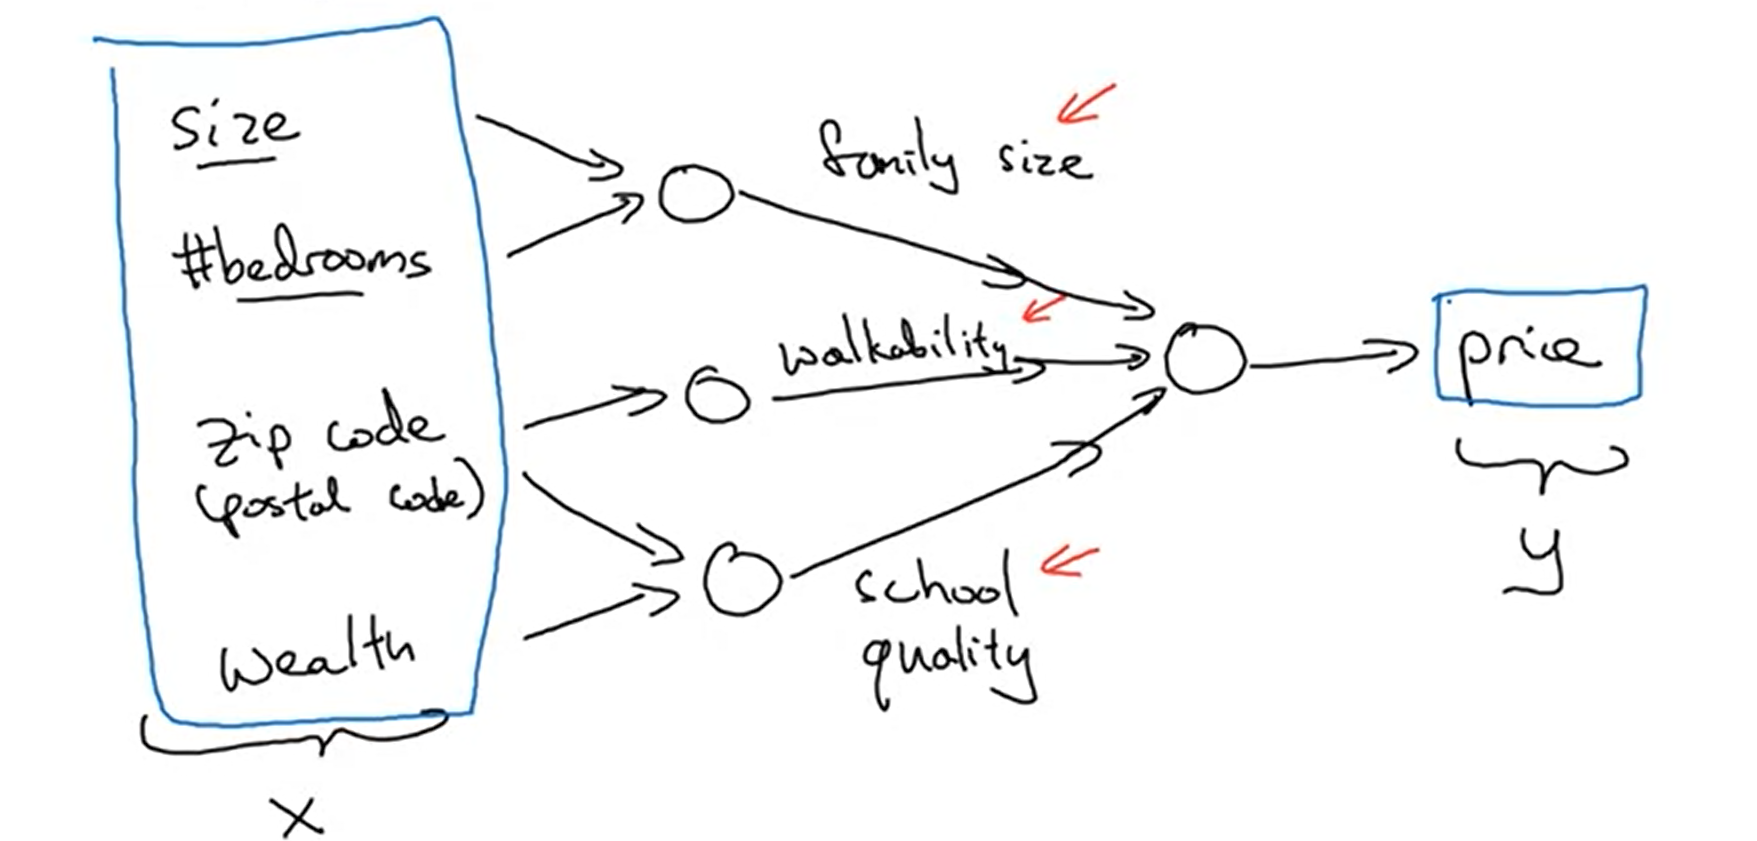 size
family size
#bedrooms
walkability
price
zip code
(postal code)
school
quality
y
wealth
x